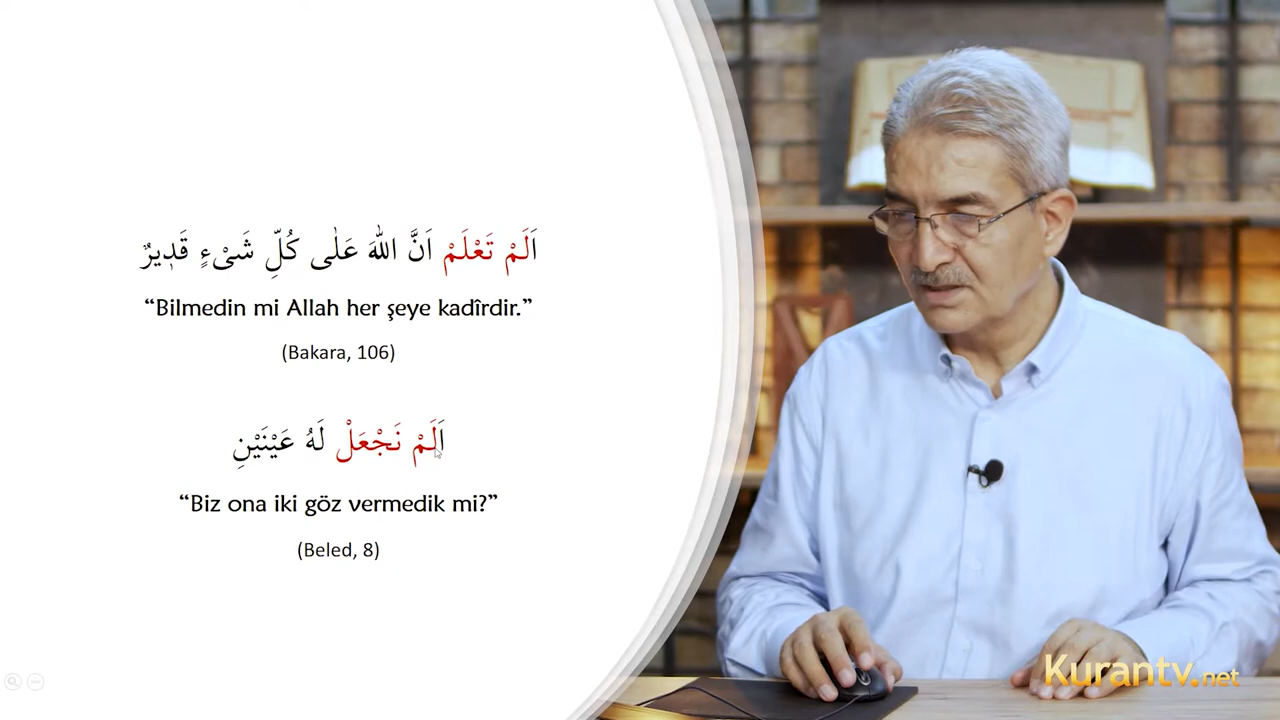 اَلَمْ تَعْلَمْ اَنَّ اللّٰهَ عَلٰى كُلِّ شَیْءٍ قَدٖيرٌ
“Bilmedin mi Allah her şeye kadîrdir.”
(Bakara, 106)
اَلَمْ نَجْعَلْ لَهُ عَيْنَيْنِ
“Biz ona iki göz vermedik mi?”
(Beled, 8)
Kurantv.net